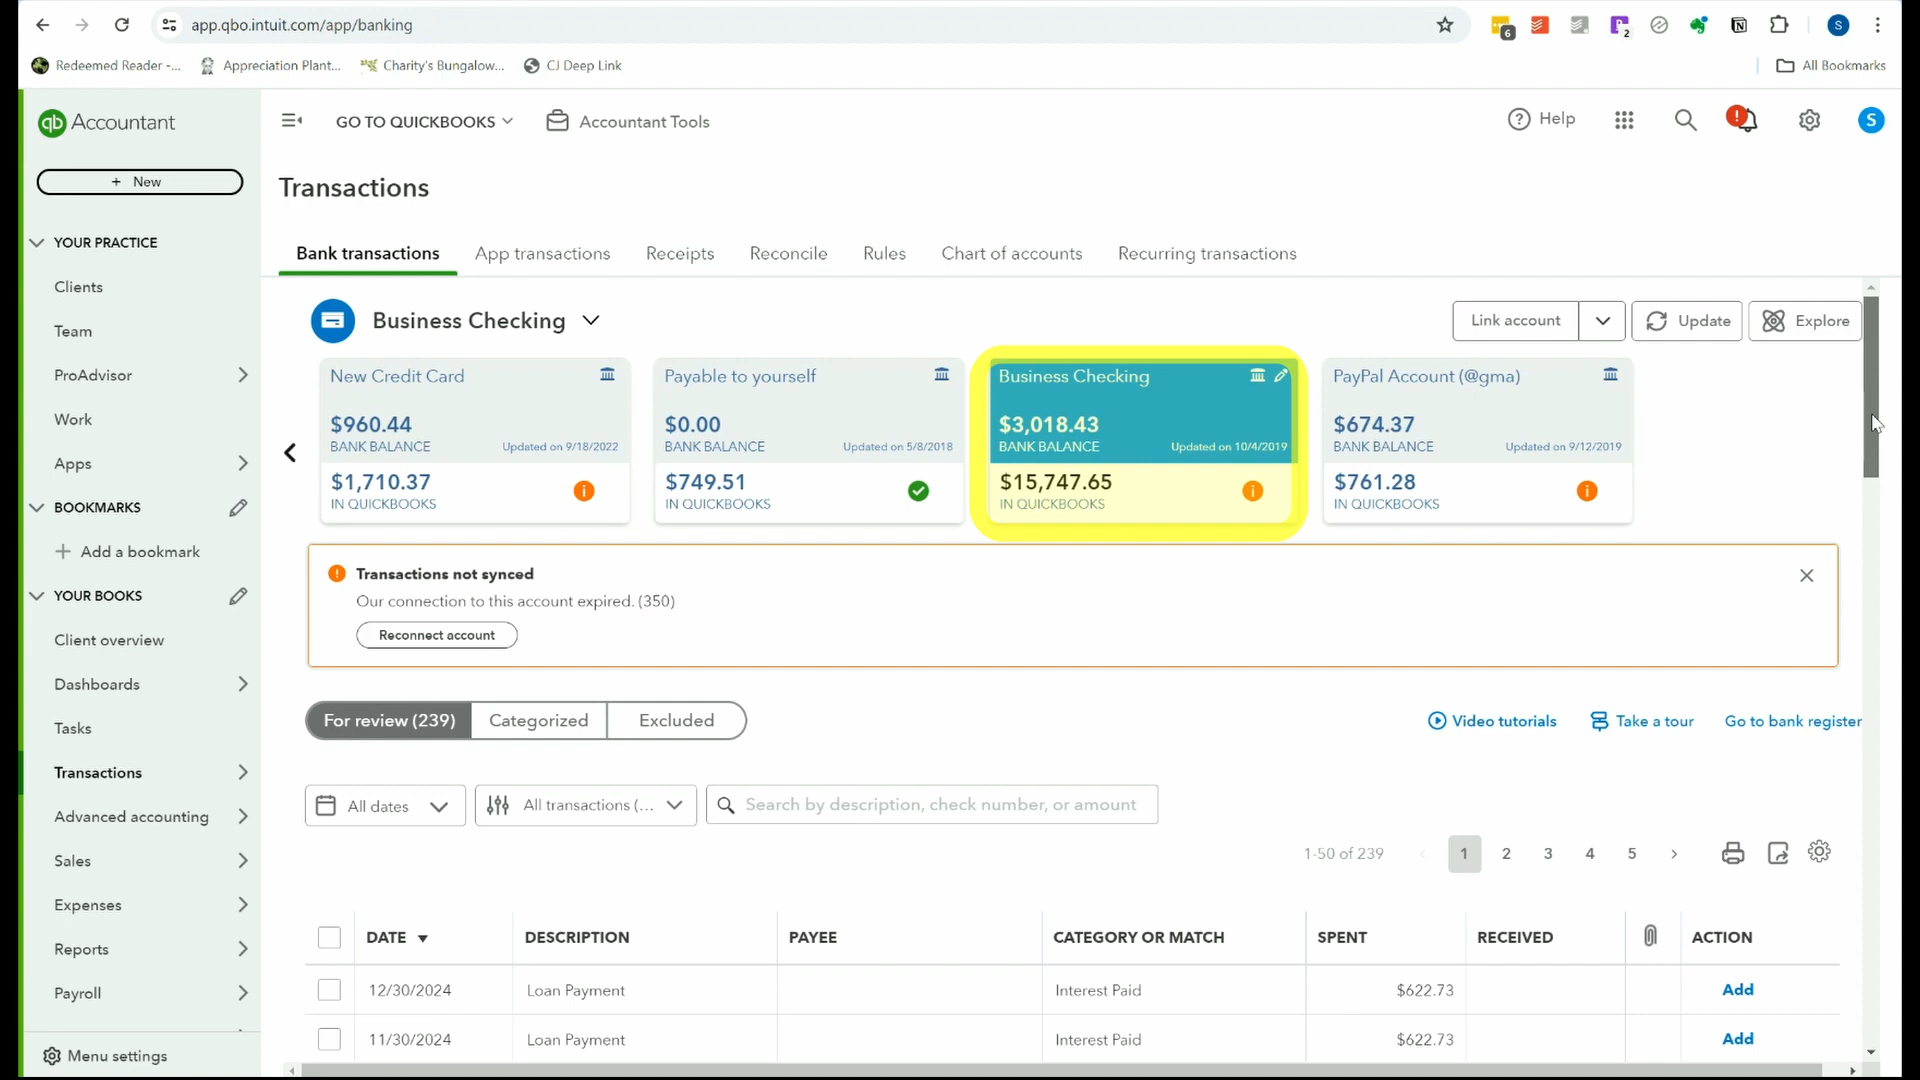 app.qbo.intuit.com/app/banking
6
2
S
Redeemed Reader -...
Appreciation Plant...
Charity's Bungalow...
CJ Deep Link
All Bookmarks
qb Accountant
GO TO QUICKBOOKS
Accountant Tools
Help
S
+ New
Transactions
YOUR PRACTICE
Clients
Team
ProAdvisor
Work
Apps
BOOKMARKS
Add a bookmark
YOUR BOOKS
Client overview
Dashboards
Tasks
Transactions
Advanced accounting
Sales
Expenses
Reports
Payroll
Menu settings
Bank transactions
App transactions
Receipts
Reconcile
Rules
Chart of accounts
Recurring transactions
Business Checking
Link account
Update
Explore
New Credit Card
$960.44
BANK BALANCE
Updated on 9/18/2022
$1,710.37
IN QUICKBOOKS
Payable to yourself
$0.00
BANK BALANCE
Updated on 5/8/2018
$749.51
IN QUICKBOOKS
Business Checking
$3,018.43
BANK BALANCE
Updated on 10/4/2019
$15,747.65
IN QUICKBOOKS
PayPal Account (@gma)
$674.37
BANK BALANCE
Updated on 9/12/2019
$761.28
IN QUICKBOOKS
Transactions not synced
Our connection to this account expired. (350)
Reconnect account
For review (239)
Categorized
Excluded
Video tutorials
Take a tour
Go to bank register
All dates
All transactions (...
Search by description, check number, or amount
1-50 of 239
1
2
3
4
5
DATE
DESCRIPTION
PAYEE
CATEGORY OR MATCH
SPENT
RECEIVED
ACTION
12/30/2024
Loan Payment
Interest Paid
$622.73
Add
11/30/2024
Loan Payment
Interest Paid
$622.73
Add